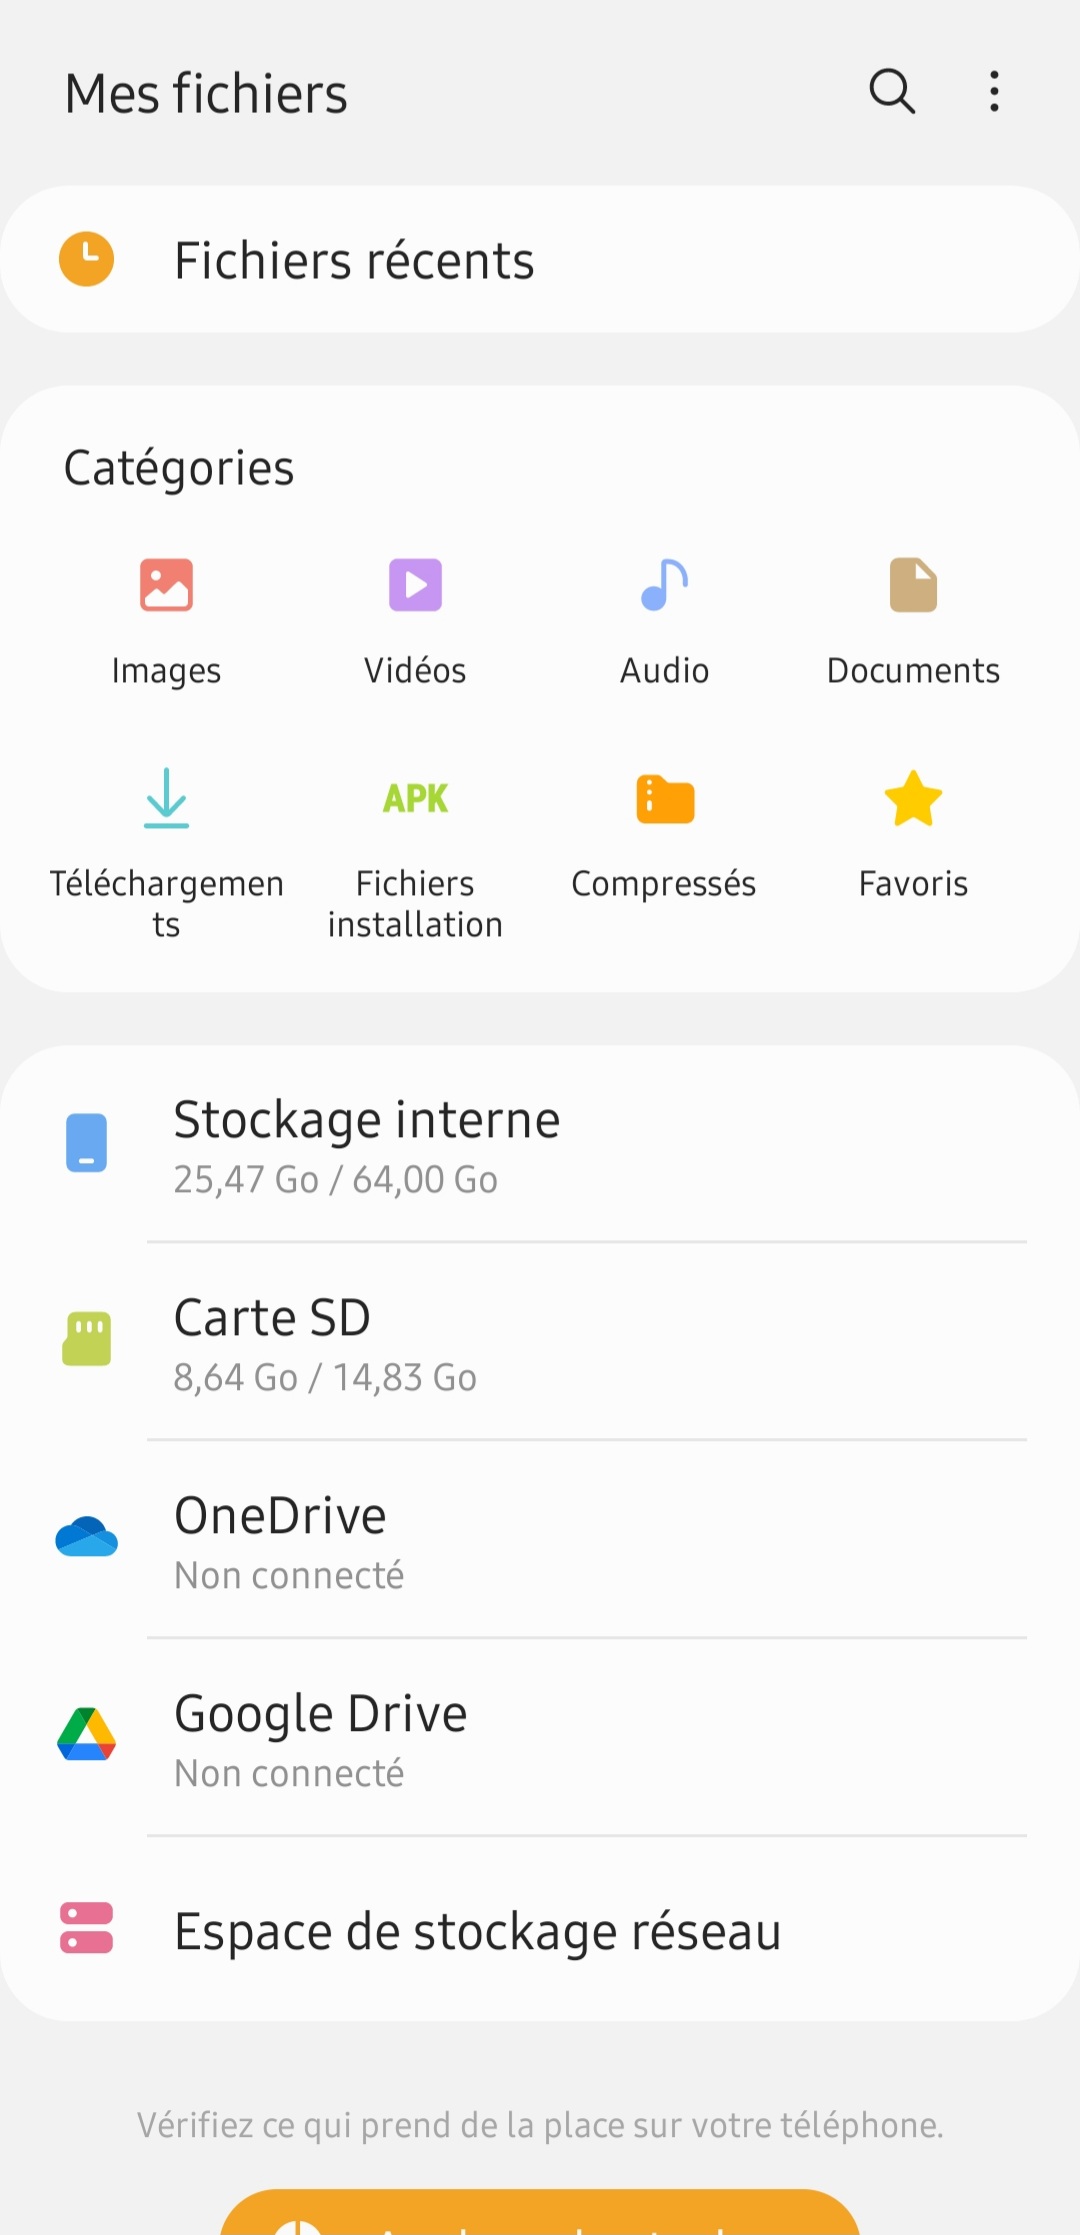 Mes fichiers
Fichiers récents
Catégories
Images
Vidéos
Audio
Documents
Téléchargemen
ts
APK
Fichiers
installation
Compressés
Favoris
Stockage interne
25,47 Go / 64,00 Go
Carte SD
8,64 Go / 14,83 Go
OneDrive
Non connecté
Google Drive
Non connecté
Espace de stockage réseau
Vérifiez ce qui prend de la place sur votre téléphone.